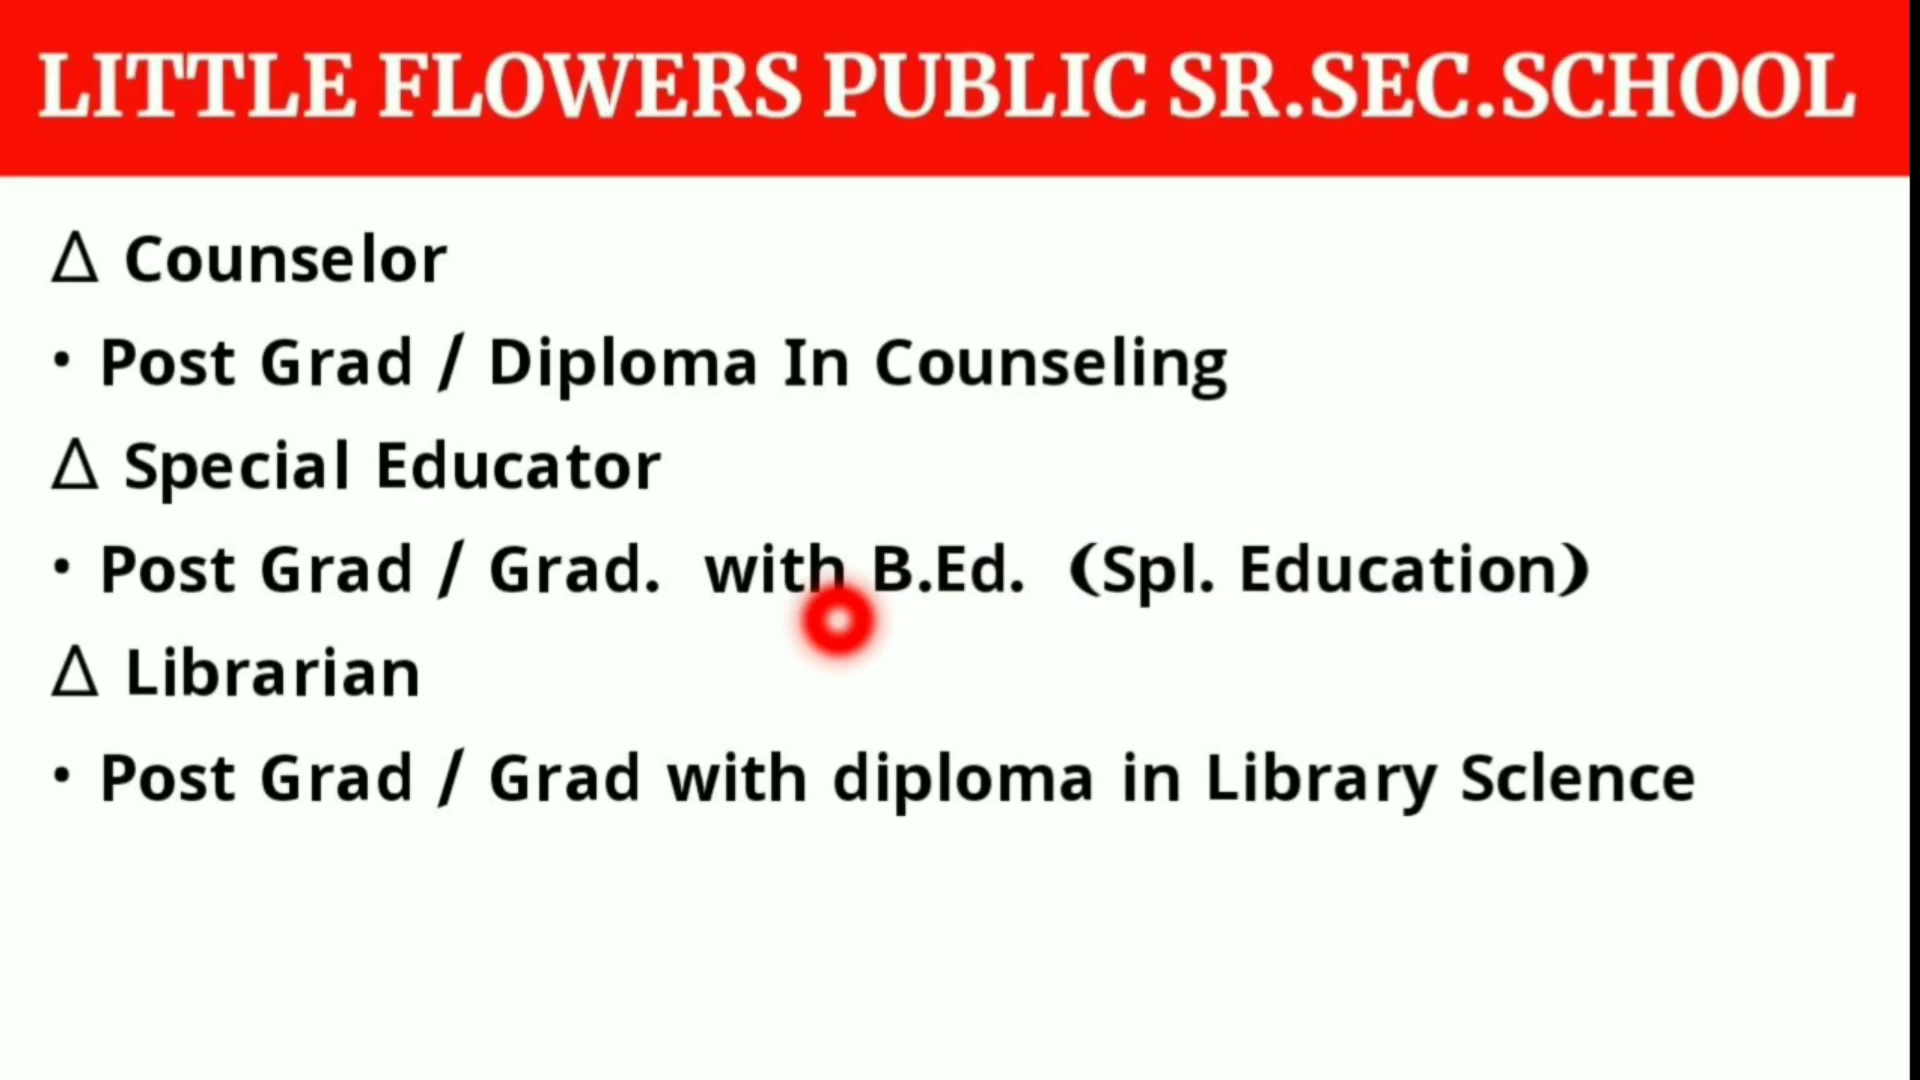 LITTLE FLOWERS PUBLIC SR.SEC.SCHOOL
Δ Counselor
• Post Grad / Diploma In Counseling
Δ Special Educator
• Post Grad / Grad. with B.Ed. (Spl. Education)
Δ Librarian
• Post Grad / Grad with diploma in Library Sclence